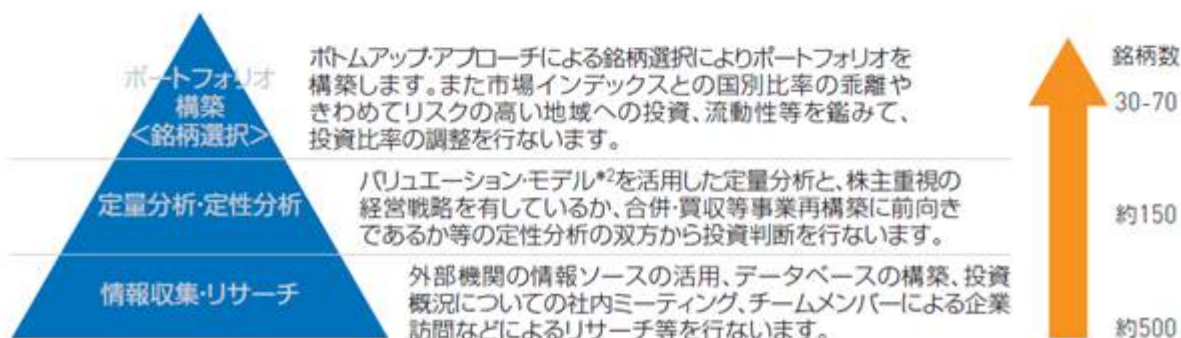 ポートフォリオ
構築
<銘柄選択>
ボトムアップ・アプローチによる銘柄選択によりポートフォリオを
構築します。また市場インデックスとの国別比率の乖離や
きわめてリスクの高い地域への投資、流動性等を鑑みて、
投資比率の調整を行ないます。
銘柄数
30-70
定量分析・定性分析
バリュエーション・モデル*2を活用した定量分析と、株主重視の
経営戦略を有しているか、合併・買収等事業再構築に前向き
であるか等の定性分析の双方から投資判断を行ないます。
約150
情報収集・リサーチ
外部機関の情報ソースの活用、データベースの構築、投資
概況についての社内ミーティング、チームメンバーによる企業
訪問などによるリサーチ等を行ないます。
約500